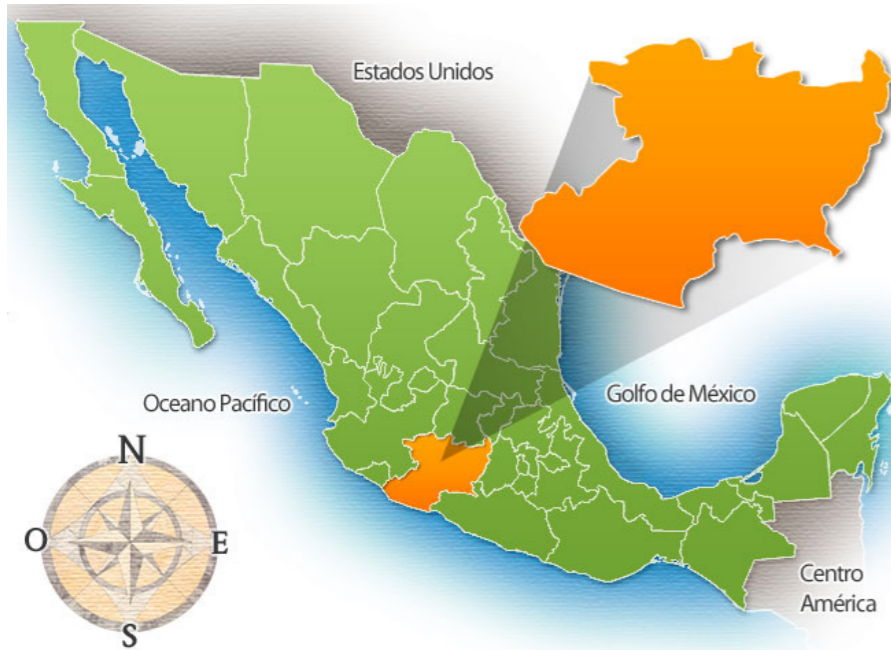 Estados Unidos
Oceano Pacífico
Golfo de México
N
O
E
S
Centro
América